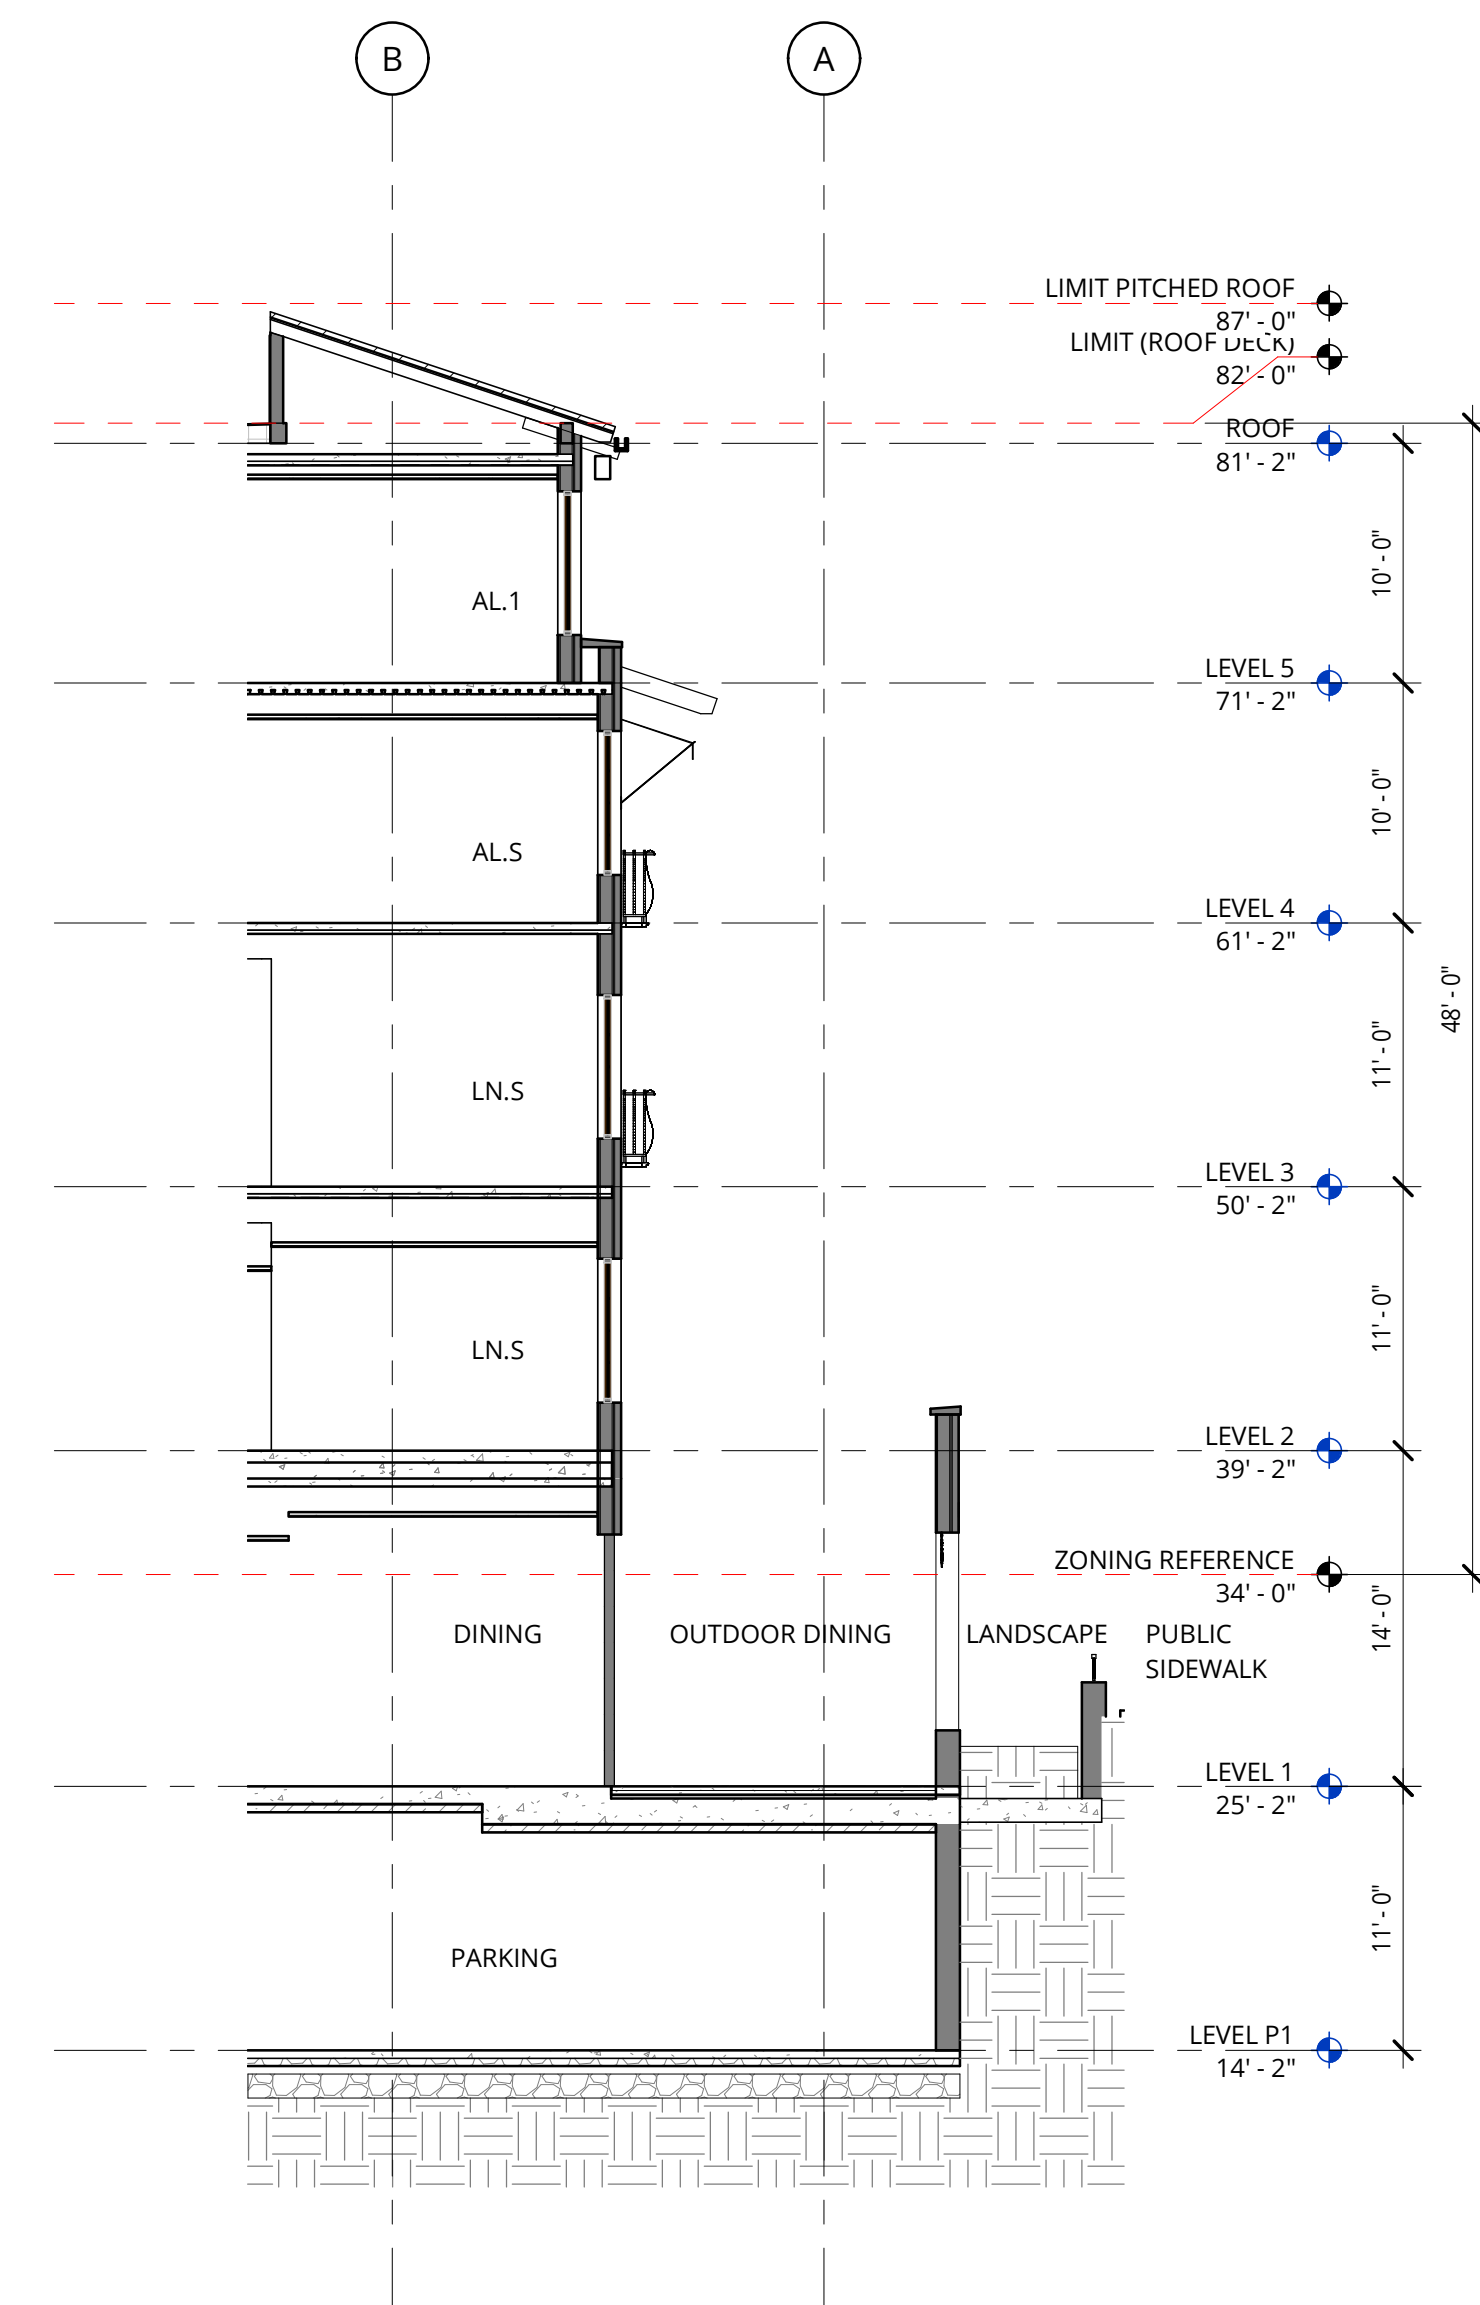 B
A
LIMIT PITCHED ROOF
87' - 0"
LIMIT (ROOF DECK)
82' - 0"
ROOF
81' - 2"
10' - 0"
AL.1
LEVEL 5
71' - 2"
10' - 0"
AL.S
LEVEL 4
61' - 2"
48' - 0"
11' - 0"
LN.S
LEVEL 3
50' - 2"
11' - 0"
LN.S
LEVEL 2
39' - 2"
ZONING REFERENCE
34' - 0"
14' - 0"
DINING
OUTDOOR DINING
LANDSCAPE
PUBLIC
SIDEWALK
LEVEL 1
25' - 2"
11' - 0"
PARKING
LEVEL P1
14' - 2"